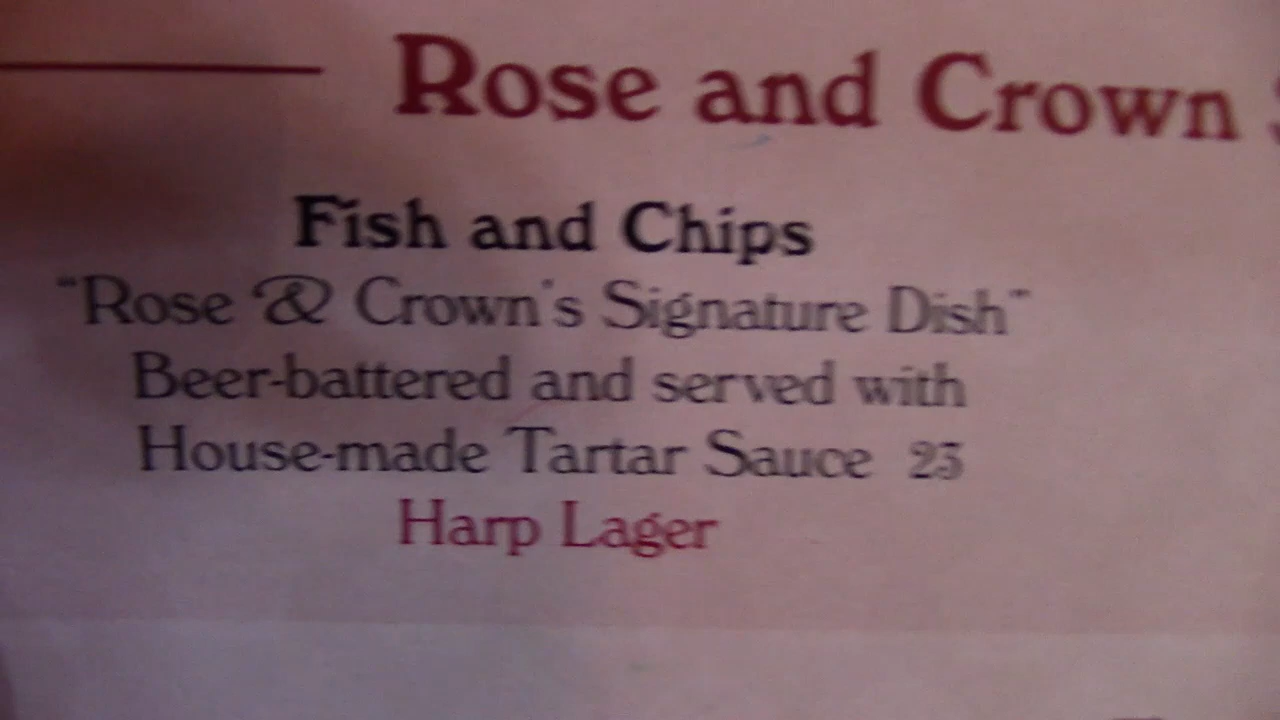 Rose and Crown
Fish and Chips
"Rose & Crown's Signature Dish"
Beer-battered and served with
House-made Tartar Sauce 23
Harp Lager